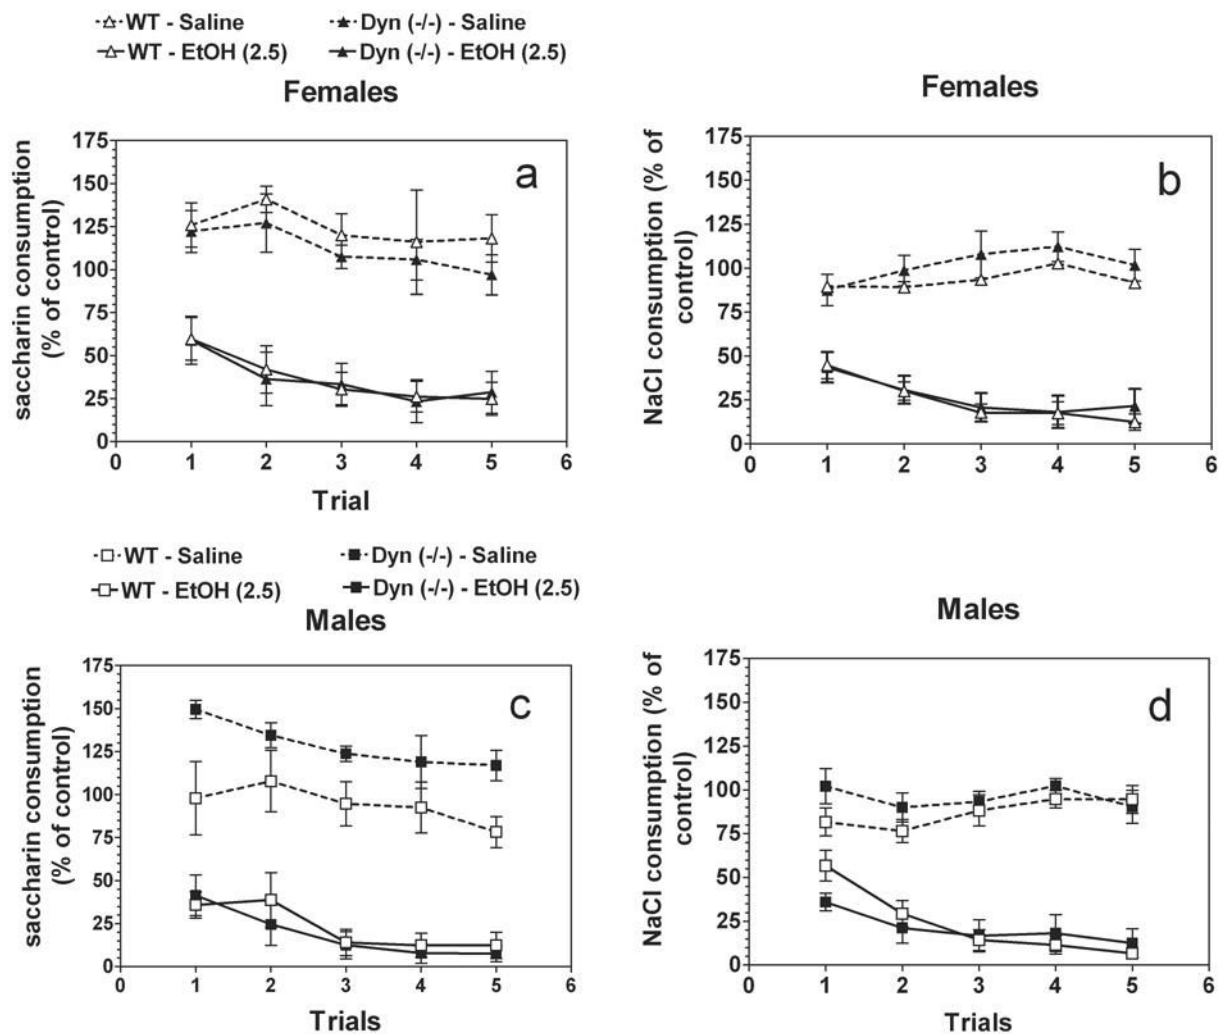 WT - Saline Dyn (-/-) - Saline
WT - EtOH (2.5) Dyn (-/-) - EtOH (2.5)
Females
saccharin consumption
(% of control)
175
150
125
100
75
50
25
0
a
0 1 2 3 4 5 6
Trial
Females
NaCl consumption (% of
control)
175
150
125
100
75
50
25
0
b
0 1 2 3 4 5 6
WT - Saline Dyn (-/-) - Saline
WT - EtOH (2.5) Dyn (-/-) - EtOH (2.5)
Males
saccharin consumption
(% of control)
175
150
125
100
75
50
25
0
c
0 1 2 3 4 5 6
Trials
Males
NaCl consumption (% of
control)
175
150
125
100
75
50
25
0
d
0 1 2 3 4 5 6
Trials